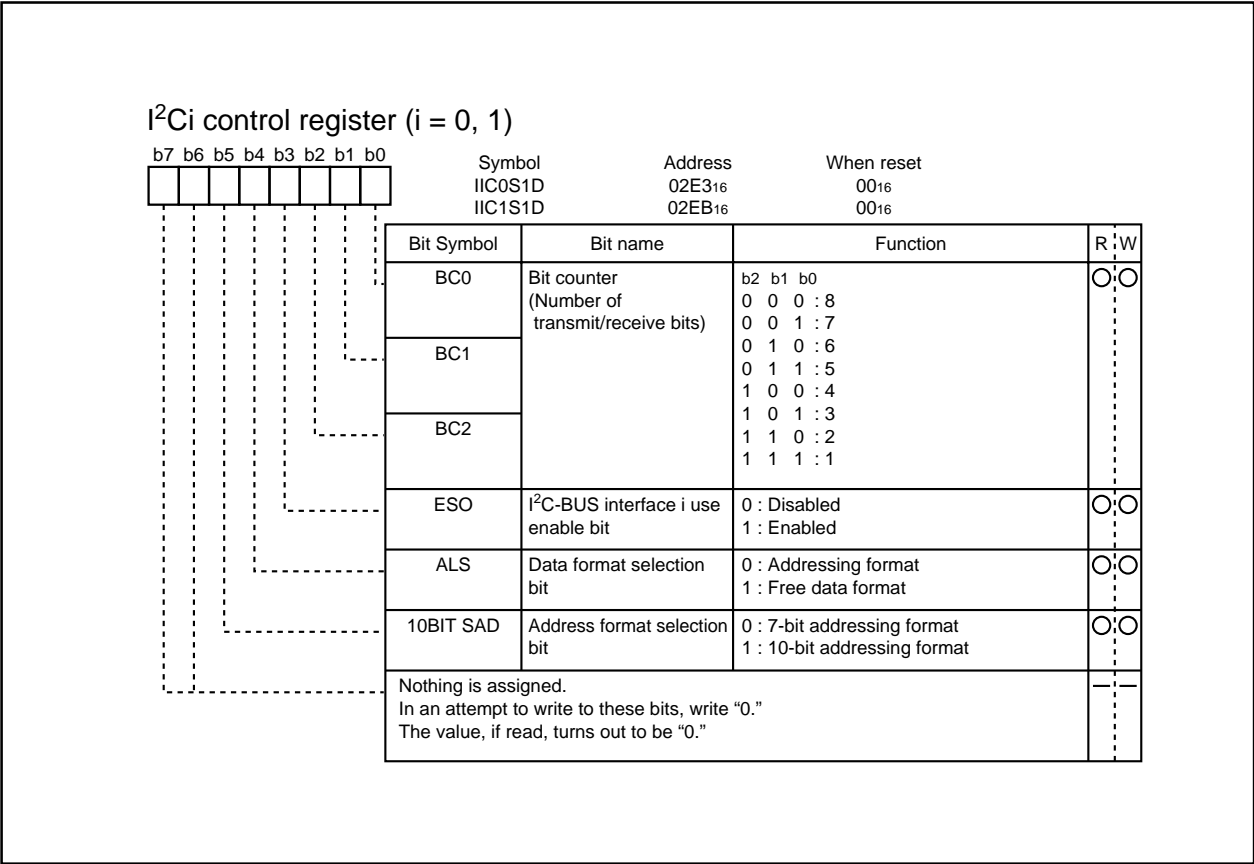 I²Ci control register (i = 0, 1)
b7 b6 b5 b4 b3 b2 b1 b0
Symbol Address When reset
IIC0S1D 02E3₁₆ 00₁₆
IIC1S1D 02EB₁₆ 00₁₆
Bit Symbol Bit name Function R W
BC0 Bit counter b2 b1 b0
(Number of 0 0 0 : 8
transmit/receive bits) 0 0 1 : 7
BC1 0 1 0 : 6
0 1 1 : 5
1 0 0 : 4
1 0 1 : 3
BC2 1 1 0 : 2
1 1 1 : 1
ESO I²C-BUS interface i use 0 : Disabled
enable bit 1 : Enabled
ALS Data format selection 0 : Addressing format
bit 1 : Free data format
10BIT SAD Address format selection 0 : 7-bit addressing format
bit 1 : 10-bit addressing format
Nothing is assigned. — —
In an attempt to write to these bits, write “0.”
The value, if read, turns out to be “0.”